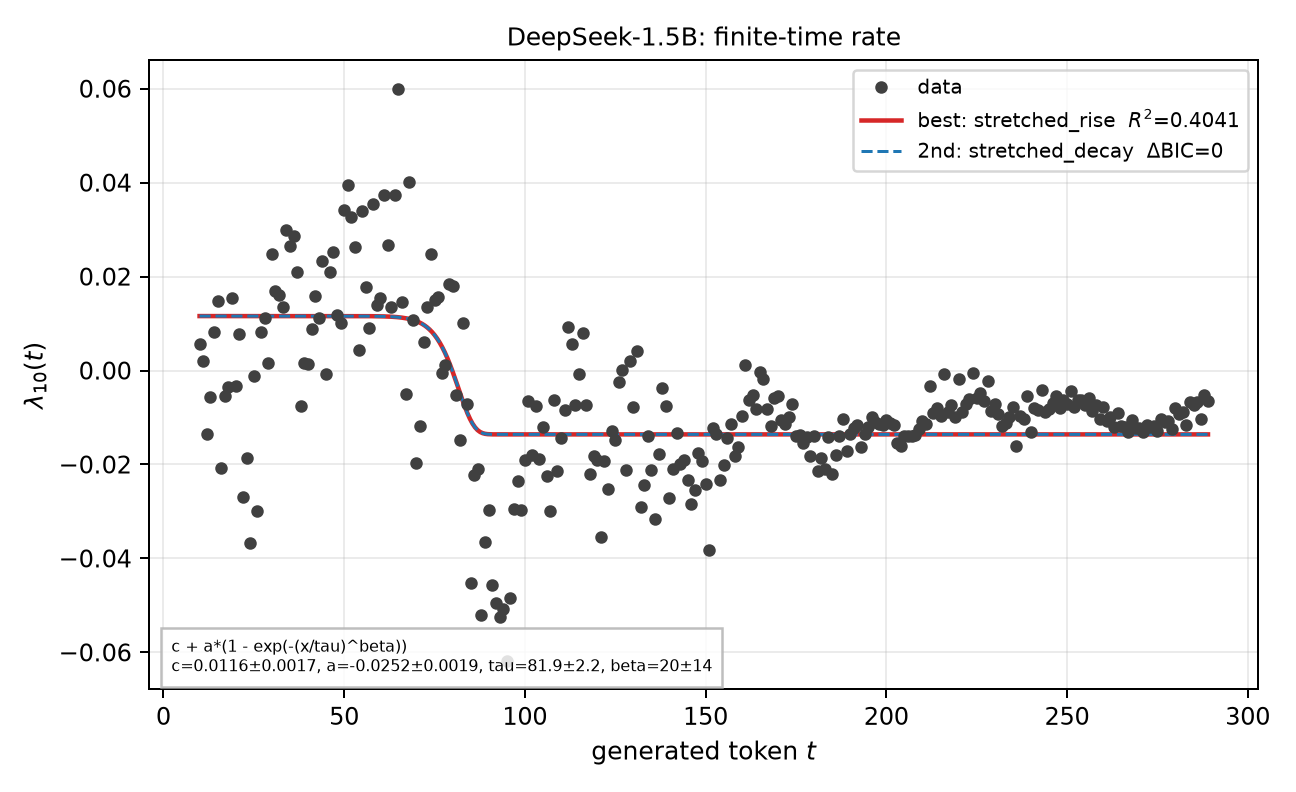 DeepSeek-1.5B: finite-time rate
data
best: stretched_rise R²=0.4041
2nd: stretched_decay ΔBIC=0
0.06
0.04
0.02
0.00
−0.02
−0.04
−0.06
λ₁₀(t)
c + a*(1 - exp(-(x/tau)^beta))
c=0.0116±0.0017, a=-0.0252±0.0019, tau=81.9±2.2, beta=20±14
0 50 100 150 200 250 300
generated token t